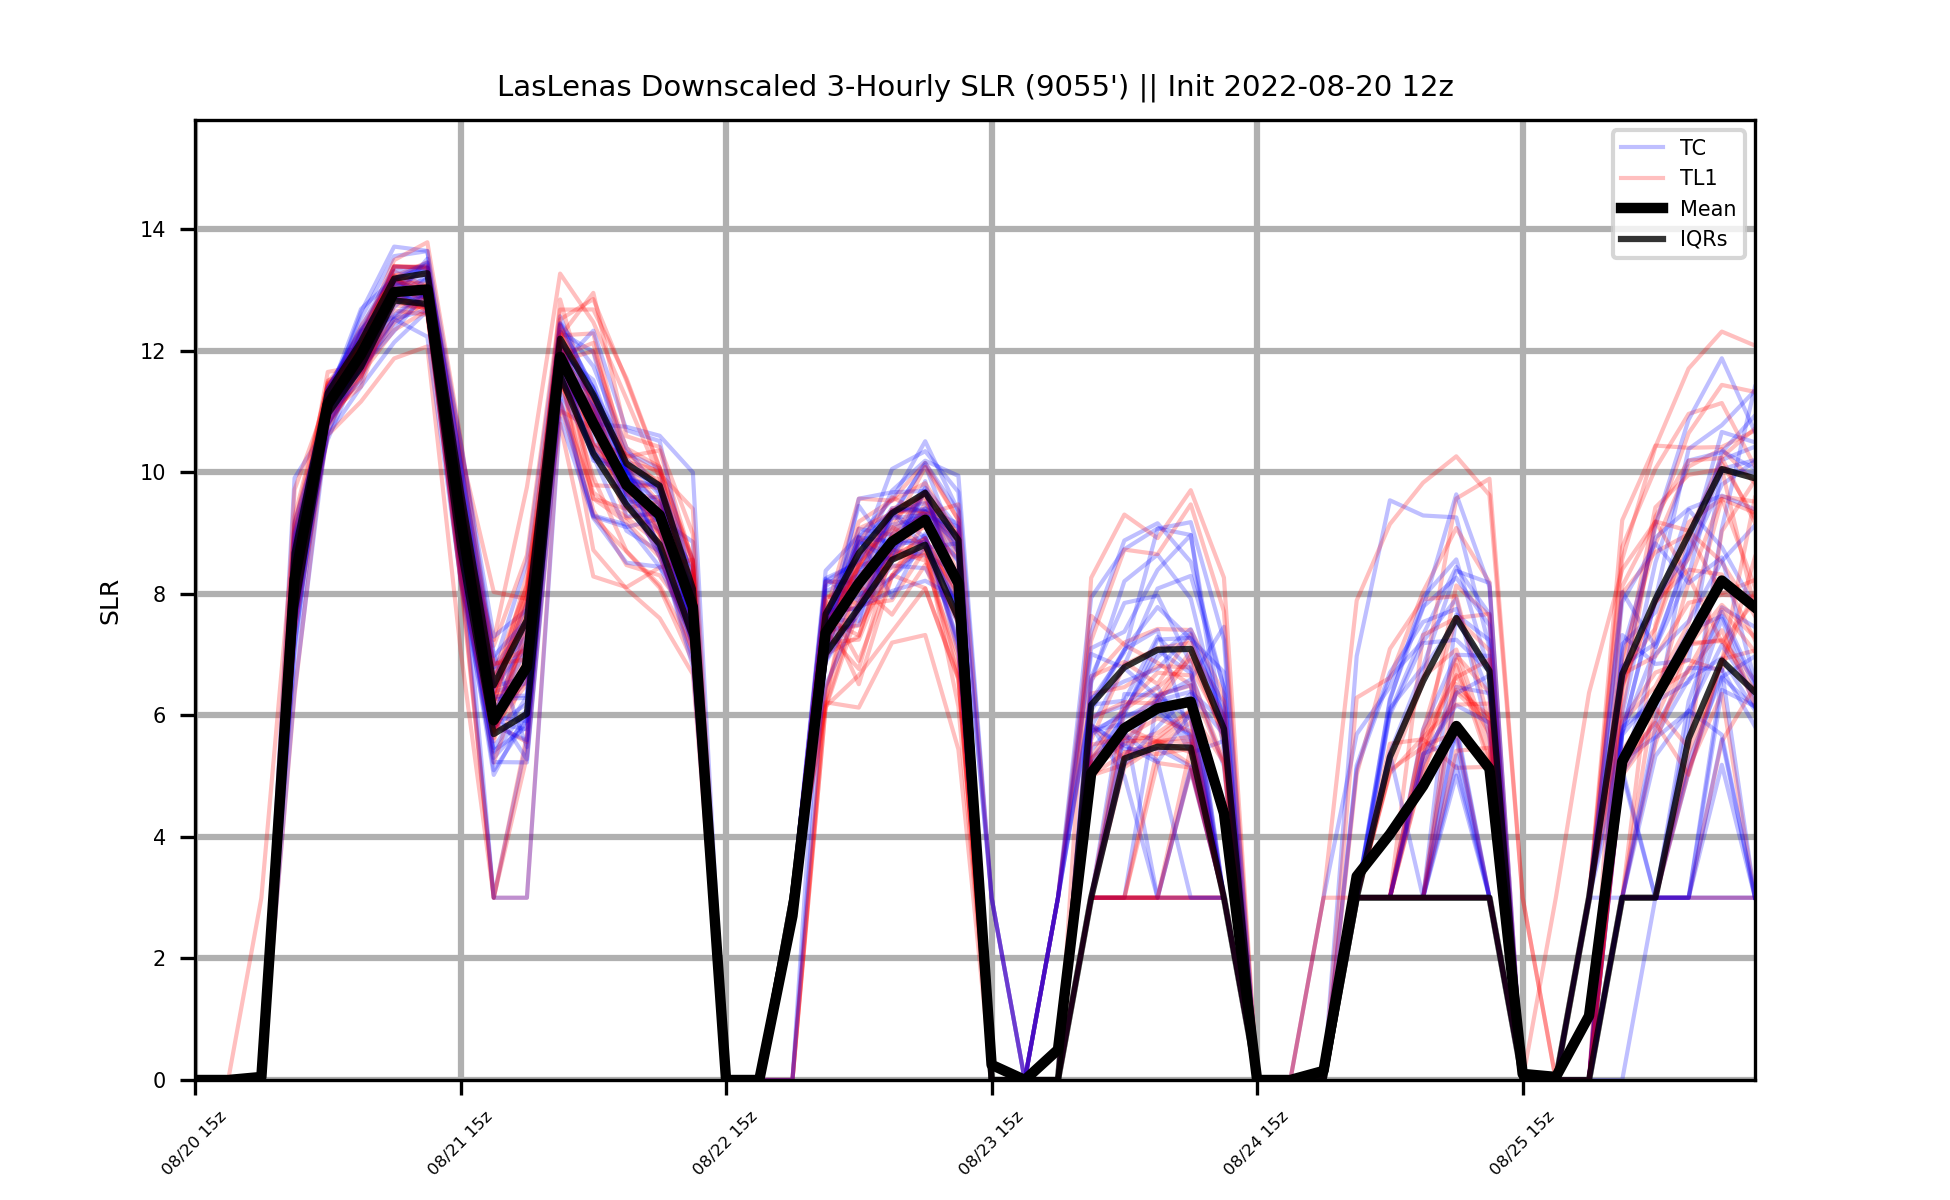 LasLenas Downscaled 3-Hourly SLR (9055') || Init 2022-08-20 12z
TC
TL1
Mean
IQRs
SLR
14
12
10
8
6
4
2
0
08/20 15z
08/21 15z
08/22 15z
08/23 15z
08/24 15z
08/25 15z